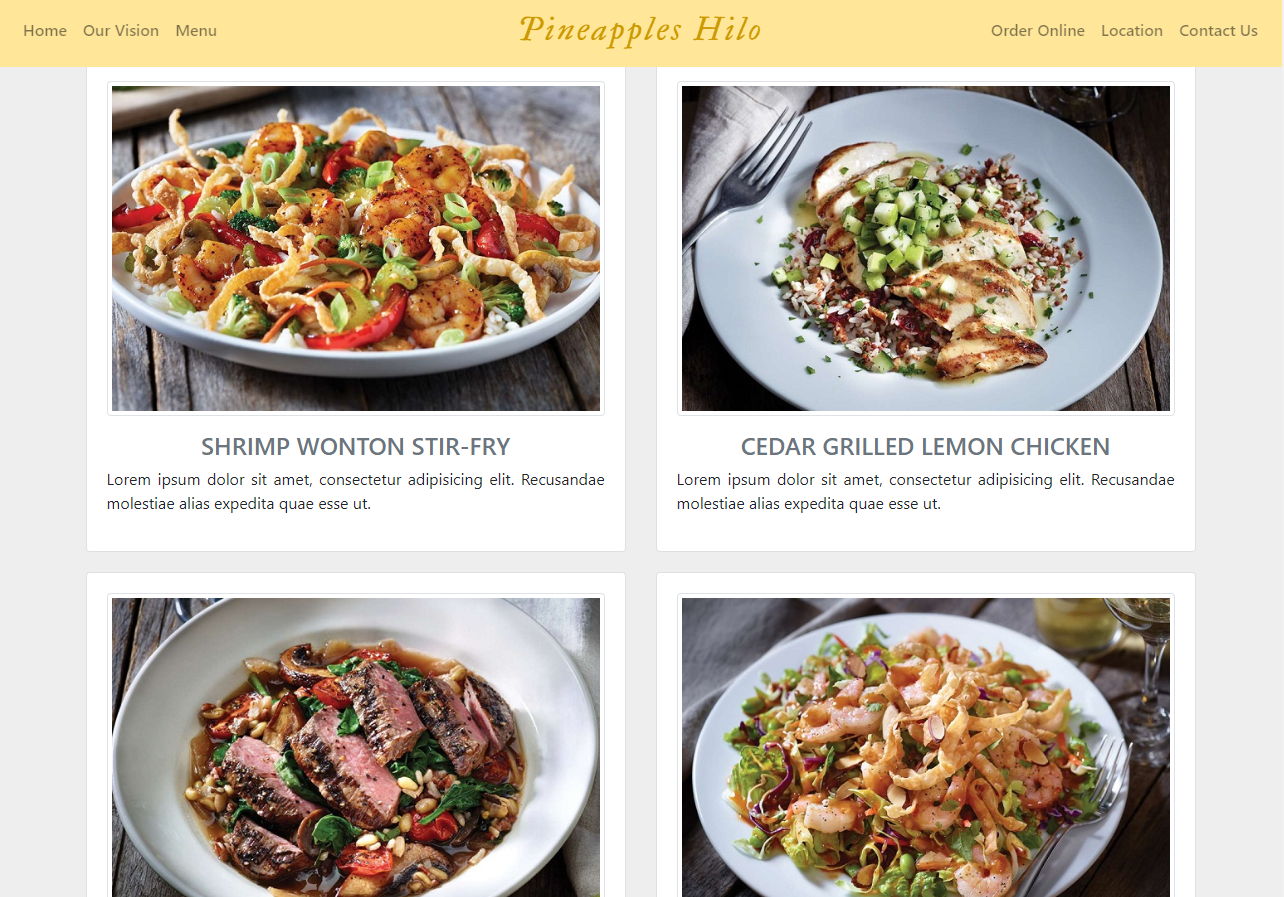 Home Our Vision Menu Pineapples Hilo Order Online Location Contact Us
SHRIMP WONTON STIR-FRY
Lorem ipsum dolor sit amet, consectetur adipisicing elit. Recusandae
molestiae alias expedita quae esse ut.
CEDAR GRILLED LEMON CHICKEN
Lorem ipsum dolor sit amet, consectetur adipisicing elit. Recusandae
molestiae alias expedita quae esse ut.